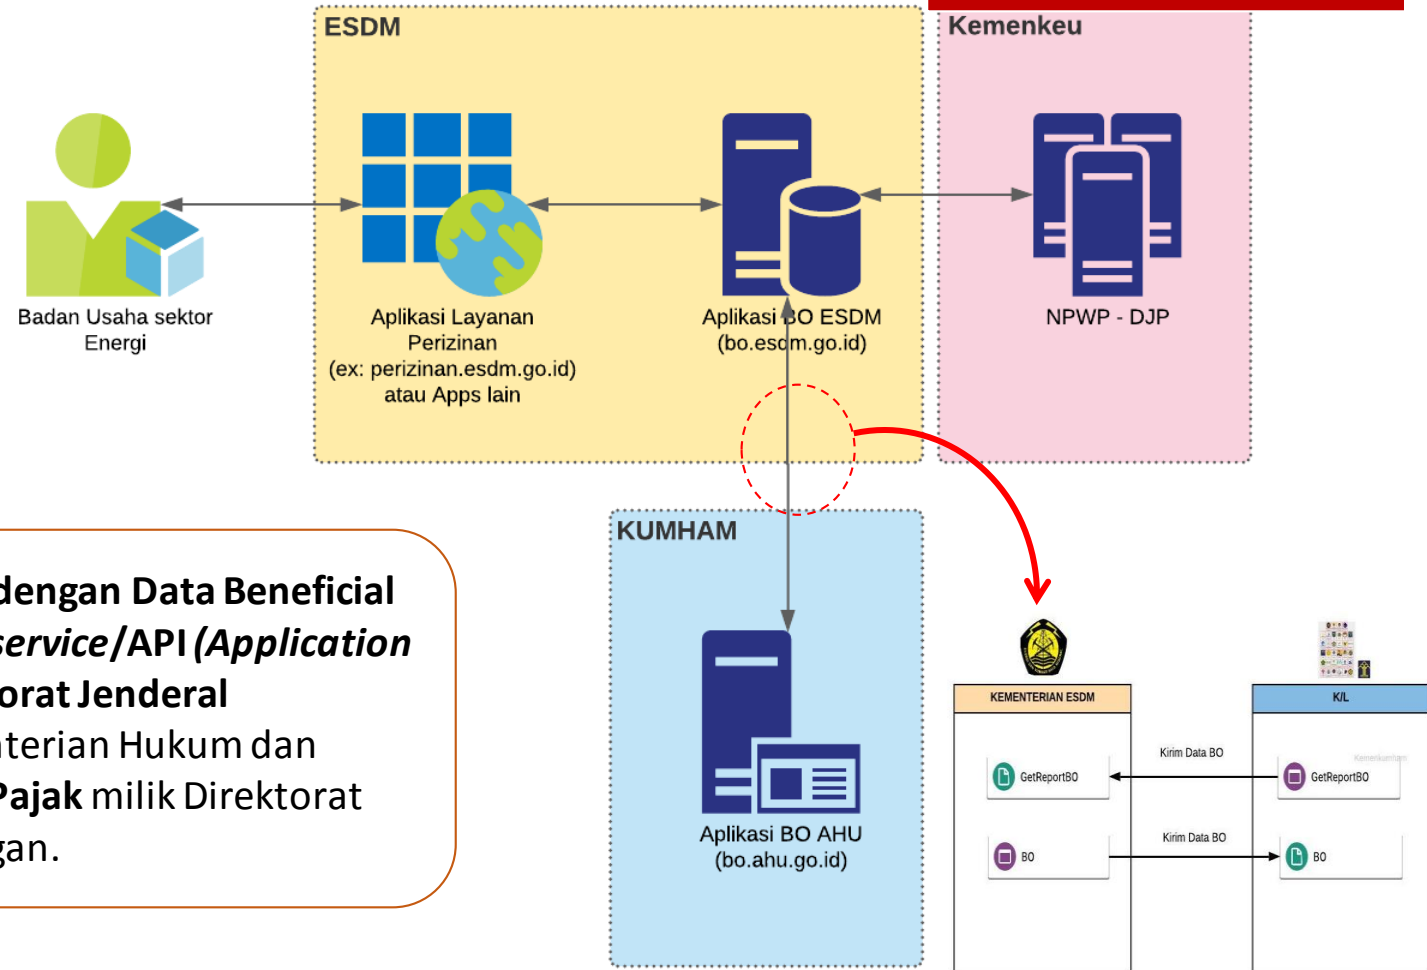 ESDM
Kemenkeu
Badan Usaha sektor
Energi
Aplikasi Layanan
Perizinan
(ex: perizinan.esdm.go.id)
atau Apps lain
Aplikasi BO ESDM
(bo.esdm.go.id)
NPWP - DJP
KUMHAM
Aplikasi BO AHU
(bo.ahu.go.id)
dengan Data Beneficial
service/API (Application
orat Jenderal
nterian Hukum dan
Pajak milik Direktorat
gan.
KEMENTERIAN ESDM
K/L
Kirim Data BO
Kemenkumham
GetReportBO
GetReportBO
Kirim Data BO
BO
BO